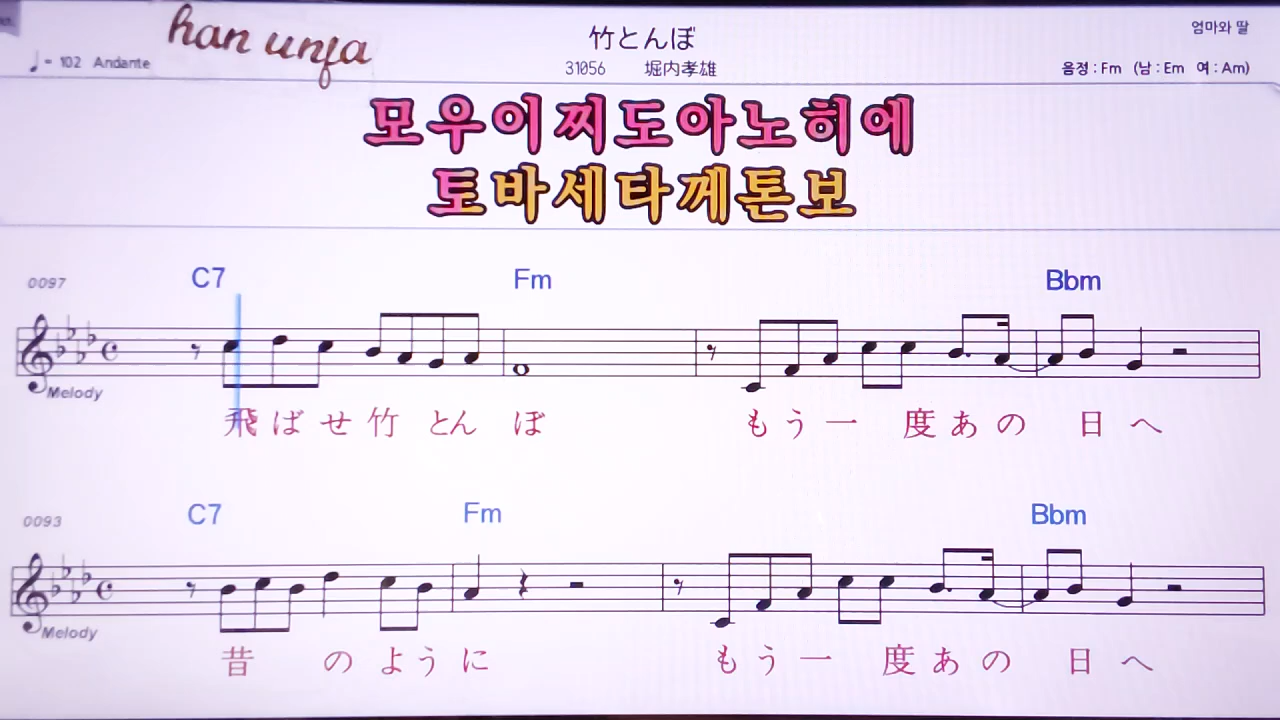 han unja
竹とんぼ
엄마와 딸
♩= 102 Andante
31056 堀内孝雄
음정 : Fm (남 : Em 여 : Am)
모우이찌도아노히에
토바세타께톤보
0097 C7 Fm Bbm
Melody
飛ばせ竹とんぼ もう一度あの日へ
0093 C7 Fm Bbm
Melody
昔のように もう一度あの日へ